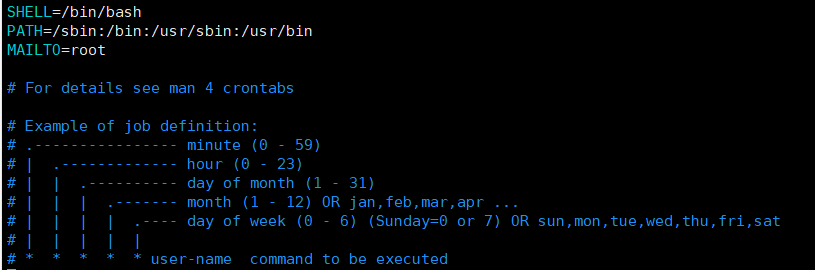 SHELL=/bin/bash
PATH=/sbin:/bin:/usr/sbin:/usr/bin
MAILTO=root
# For details see man 4 crontabs
# Example of job definition:
# .---------------- minute (0 - 59)
# |  .------------- hour (0 - 23)
# |  |  .---------- day of month (1 - 31)
# |  |  |  .------- month (1 - 12) OR jan,feb,mar,apr ...
# |  |  |  |  .---- day of week (0 - 6) (Sunday=0 or 7) OR sun,mon,tue,wed,thu,fri,sat
# |  |  |  |  |
# *  *  *  *  * user-name  command to be executed